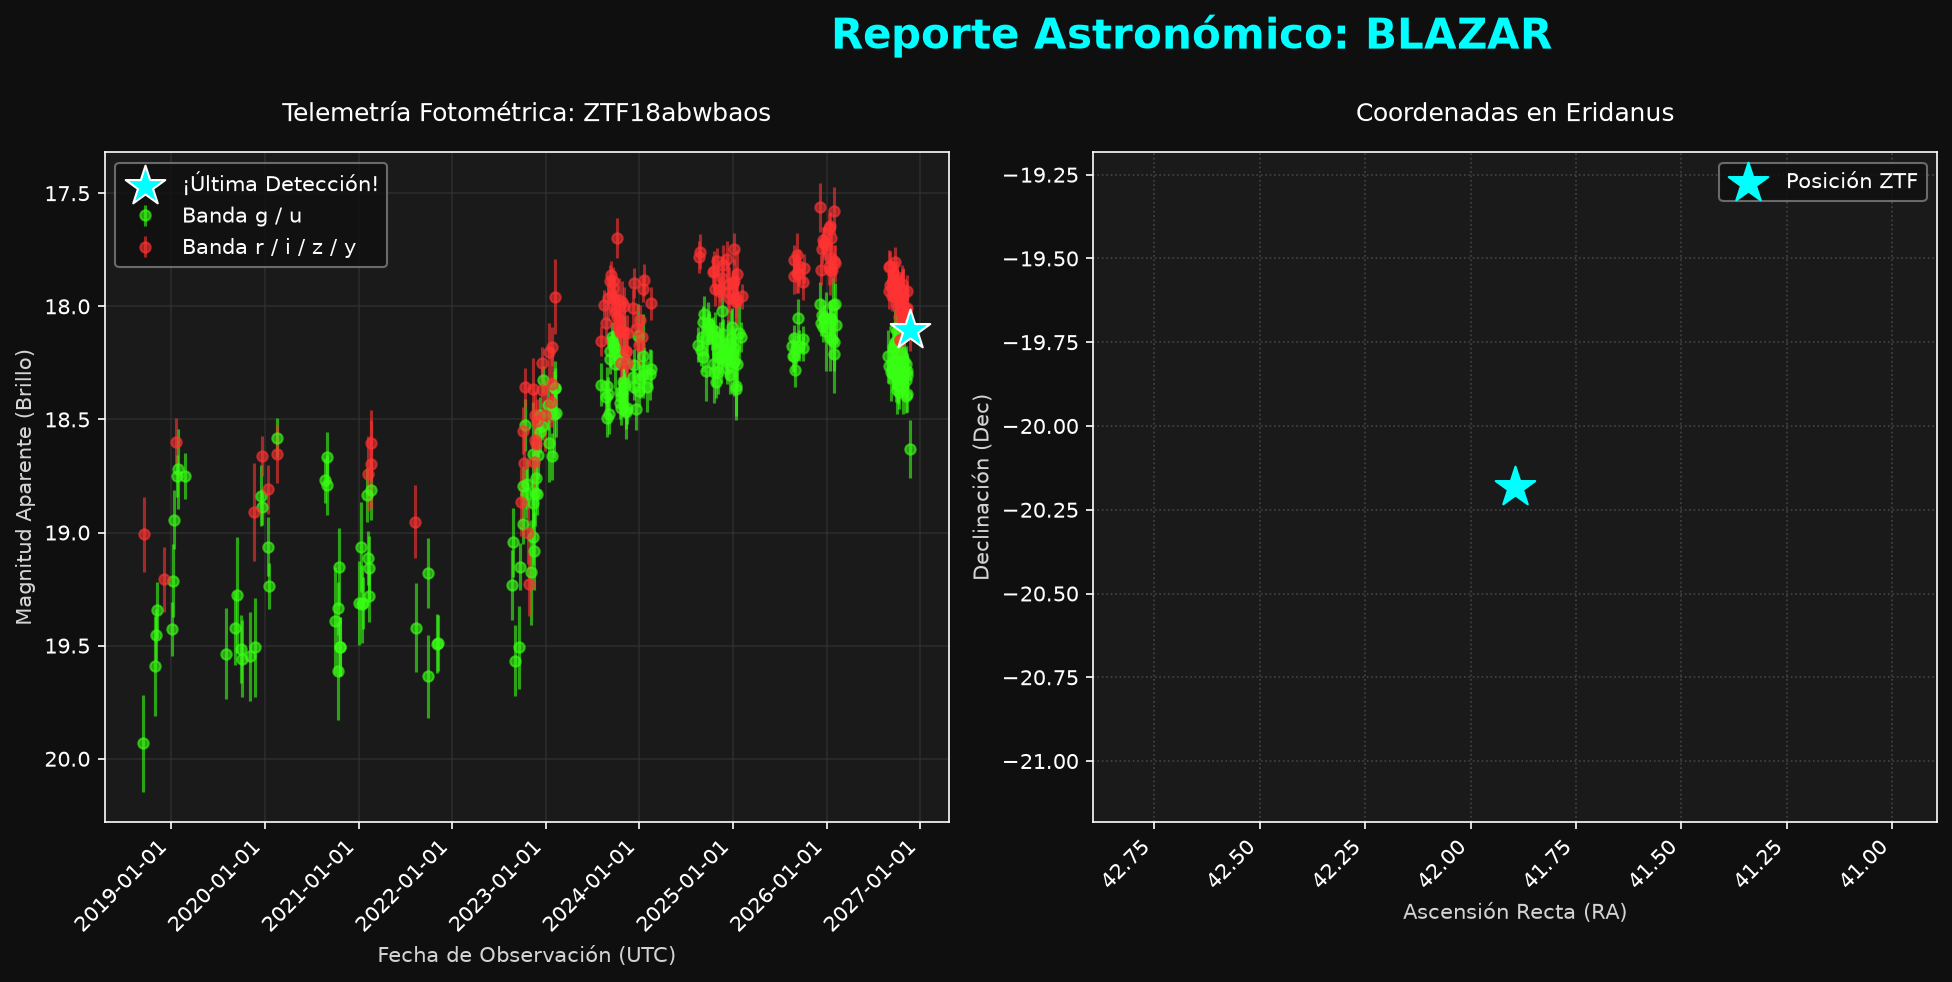 Reporte Astronómico: BLAZAR
Telemetría Fotométrica: ZTF18abwbaos
¡Última Detección!
Banda g / u
Banda r / i / z / y
Magnitud Aparente (Brillo)
17.5
18.0
18.5
19.0
19.5
20.0
2019-01-01
2020-01-01
2021-01-01
2022-01-01
2023-01-01
2024-01-01
2025-01-01
2026-01-01
2027-01-01
Fecha de Observación (UTC)
Coordenadas en Eridanus
Posición ZTF
Declinación (Dec)
−19.25
−19.50
−19.75
−20.00
−20.25
−20.50
−20.75
−21.00
42.75
42.50
42.25
42.00
41.75
41.50
41.25
41.00
Ascensión Recta (RA)